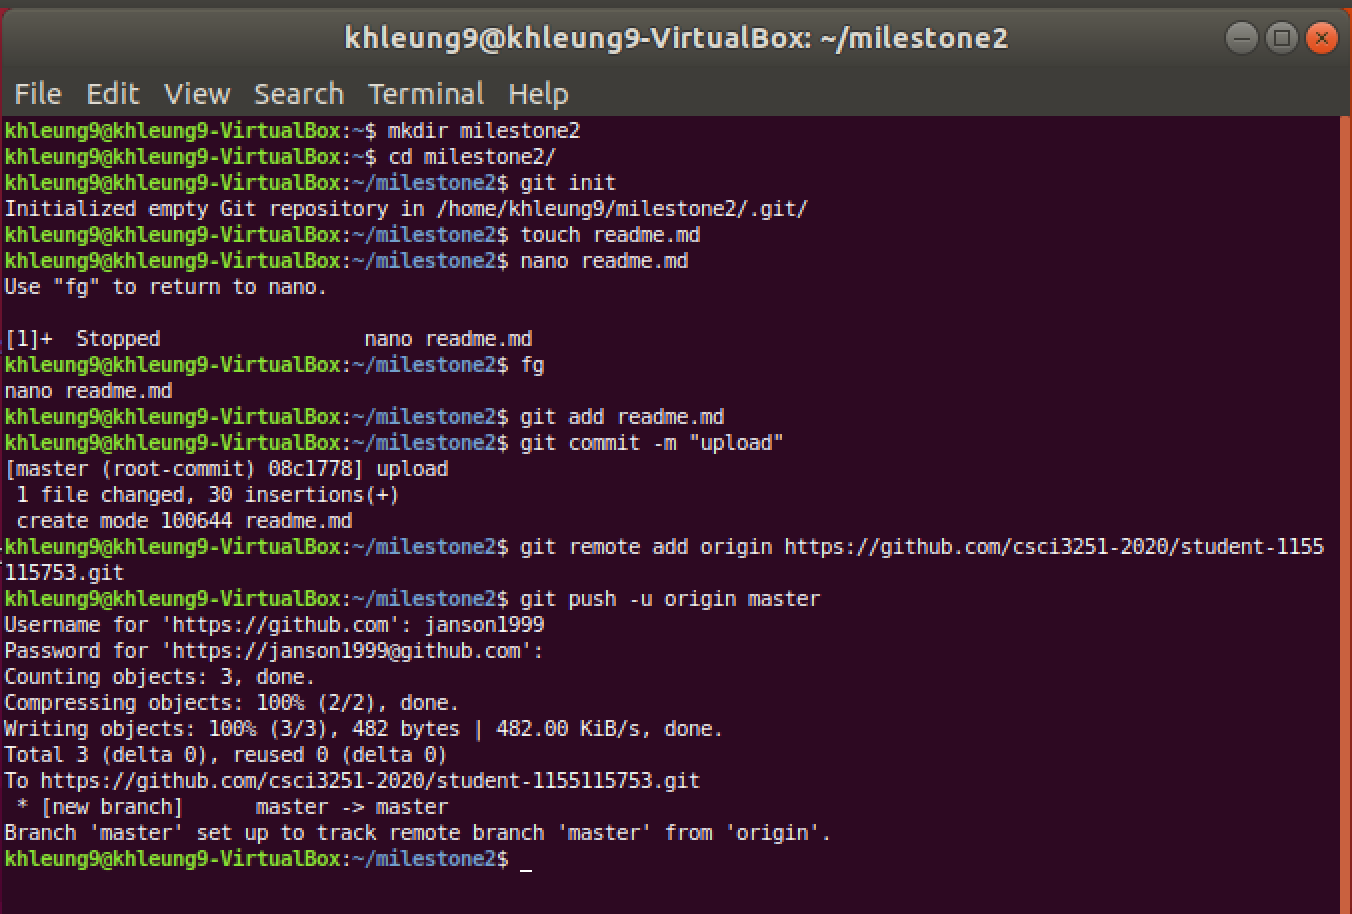 khleung9@khleung9-VirtualBox: ~/milestone2
File Edit View Search Terminal Help
khleung9@khleung9-VirtualBox:~$ mkdir milestone2
khleung9@khleung9-VirtualBox:~$ cd milestone2/
khleung9@khleung9-VirtualBox:~/milestone2$ git init
Initialized empty Git repository in /home/khleung9/milestone2/.git/
khleung9@khleung9-VirtualBox:~/milestone2$ touch readme.md
khleung9@khleung9-VirtualBox:~/milestone2$ nano readme.md
Use "fg" to return to nano.
[1]+  Stopped                 nano readme.md
khleung9@khleung9-VirtualBox:~/milestone2$ fg
nano readme.md
khleung9@khleung9-VirtualBox:~/milestone2$ git add readme.md
khleung9@khleung9-VirtualBox:~/milestone2$ git commit -m "upload"
[master (root-commit) 08c1778] upload
 1 file changed, 30 insertions(+)
 create mode 100644 readme.md
khleung9@khleung9-VirtualBox:~/milestone2$ git remote add origin https://github.com/csci3251-2020/student-1155
115753.git
khleung9@khleung9-VirtualBox:~/milestone2$ git push -u origin master
Username for 'https://github.com': janson1999
Password for 'https://janson1999@github.com':
Counting objects: 3, done.
Compressing objects: 100% (2/2), done.
Writing objects: 100% (3/3), 482 bytes | 482.00 KiB/s, done.
Total 3 (delta 0), reused 0 (delta 0)
To https://github.com/csci3251-2020/student-1155115753.git
 * [new branch]      master -> master
Branch 'master' set up to track remote branch 'master' from 'origin'.
khleung9@khleung9-VirtualBox:~/milestone2$ _